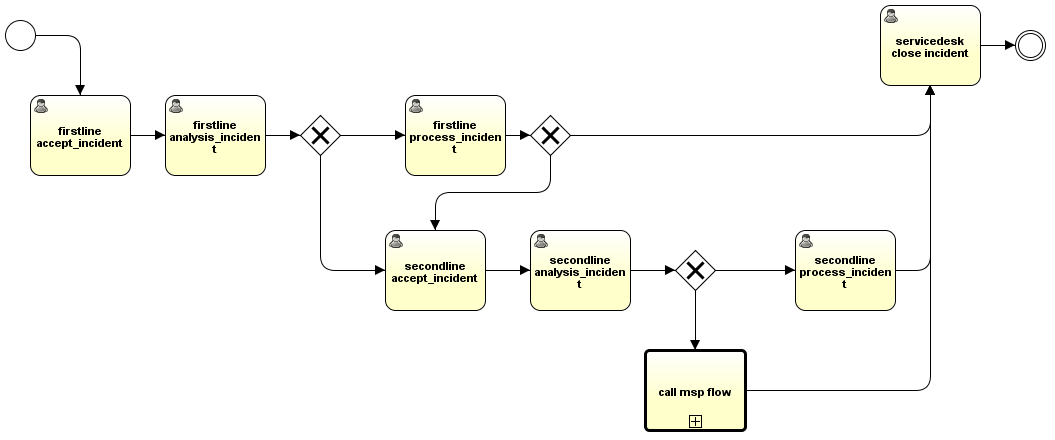 servicedesk
close incident
firstline
accept_incident
firstline
analysis_inciden
t
firstline
process_inciden
t
secondline
accept_incident
secondline
analysis_inciden
t
secondline
process_inciden
t
call msp flow